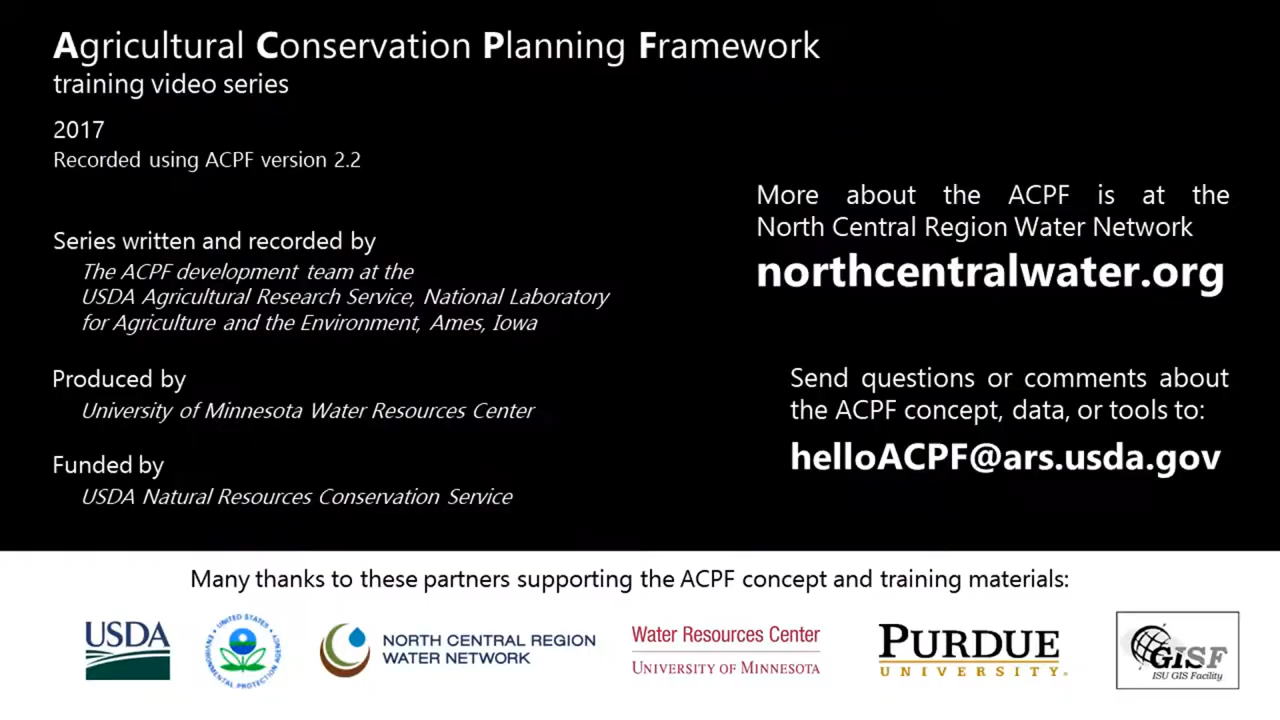 Agricultural Conservation Planning Framework
training video series
2017
Recorded using ACPF version 2.2
Series written and recorded by
The ACPF development team at the
USDA Agricultural Research Service, National Laboratory
for Agriculture and the Environment, Ames, Iowa
Produced by
University of Minnesota Water Resources Center
Funded by
USDA Natural Resources Conservation Service
More about the ACPF is at the
North Central Region Water Network
northcentralwater.org
Send questions or comments about
the ACPF concept, data, or tools to:
helloACPF@ars.usda.gov
Many thanks to these partners supporting the ACPF concept and training materials:
USDA
UNITED STATES
ENVIRONMENTAL PROTECTION AGENCY
NORTH CENTRAL REGION
WATER NETWORK
Water Resources Center
UNIVERSITY OF MINNESOTA
PURDUE
UNIVERSITY.
GISF
ISU GIS Facility